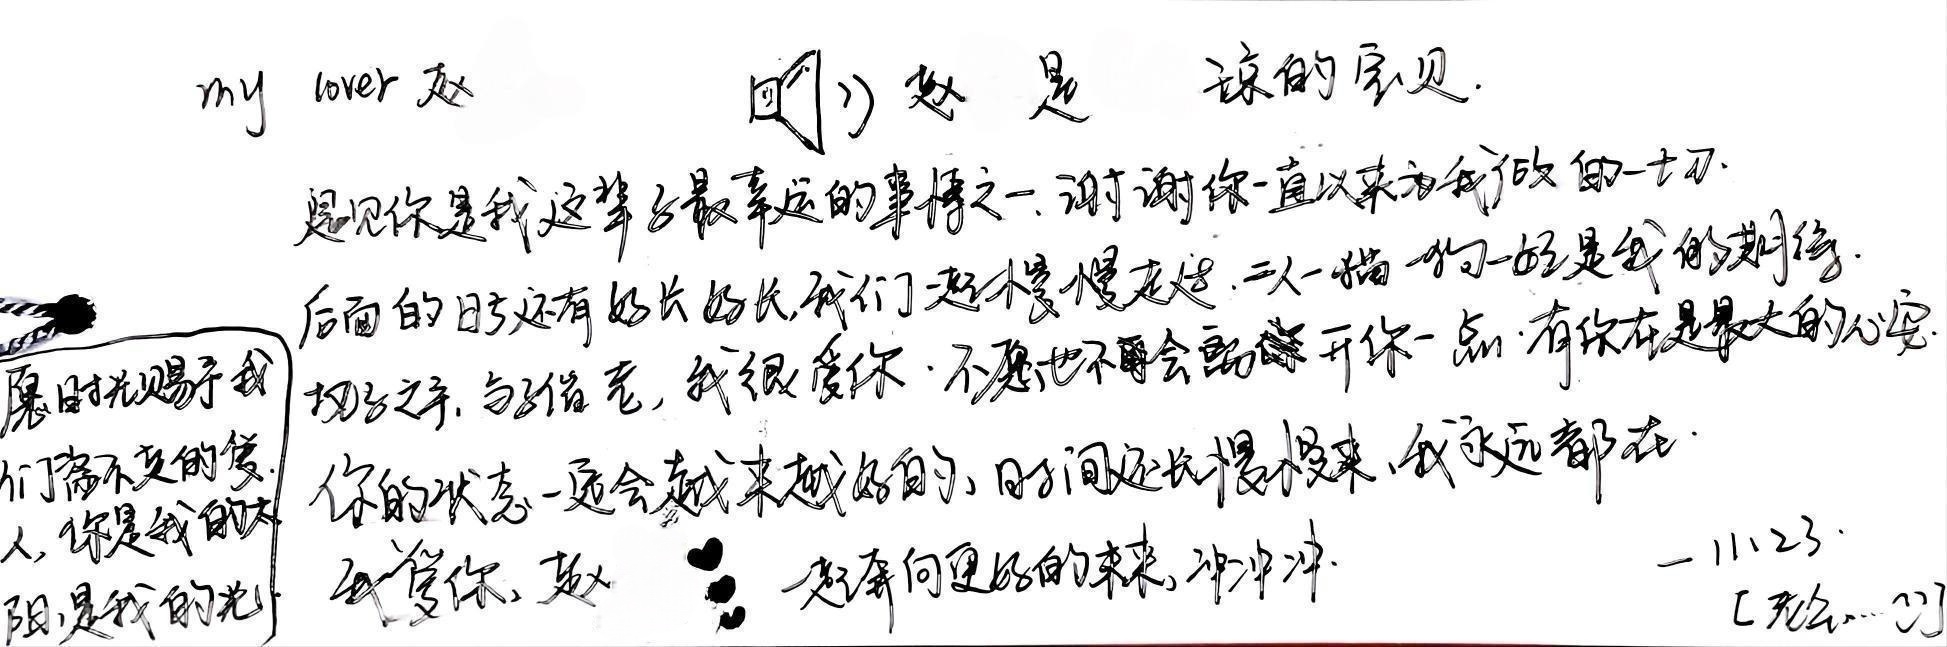 my lover 赵
赵 是 琼的宝贝.
遇见你是我这辈子最幸运的事情之一、谢谢你一直以来为我做的一切.
后面的日子还有好长好长,我们一起慢慢走过.二人一猫一狗一家是我的期待.
执子之手,与子偕老,我很爱你.不愿也不会离开你一点.有你在是最大的心安.
你的状态一定会越来越好的、时间还长慢慢来、我永远都在.
我爱你、赵 一起奔向更好的未来、冲冲冲.
—11.23.
愿时光赐予我
们永不变的爱.
人,你是我的太
阳,是我的光.